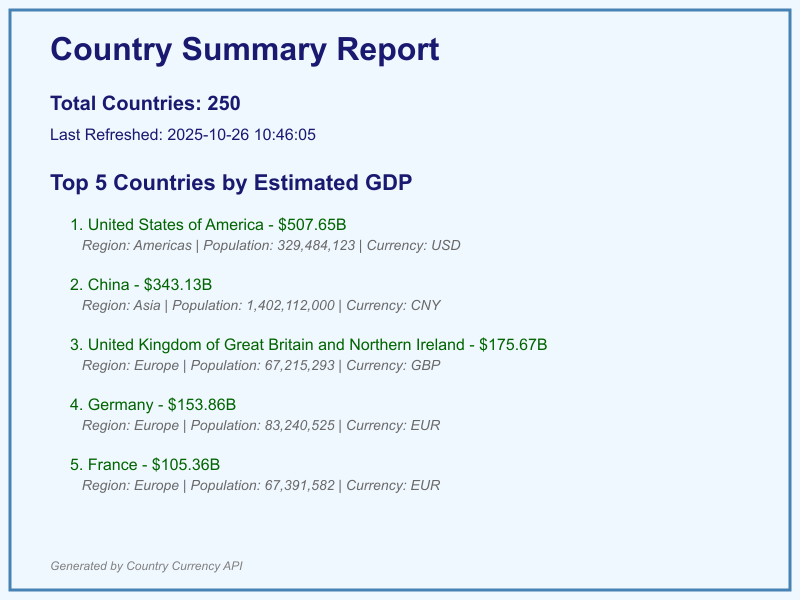 Country Summary Report
Total Countries: 250
Last Refreshed: 2025-10-26 10:46:05
Top 5 Countries by Estimated GDP
1. United States of America - $507.65B
Region: Americas | Population: 329,484,123 | Currency: USD
2. China - $343.13B
Region: Asia | Population: 1,402,112,000 | Currency: CNY
3. United Kingdom of Great Britain and Northern Ireland - $175.67B
Region: Europe | Population: 67,215,293 | Currency: GBP
4. Germany - $153.86B
Region: Europe | Population: 83,240,525 | Currency: EUR
5. France - $105.36B
Region: Europe | Population: 67,391,582 | Currency: EUR
Generated by Country Currency API